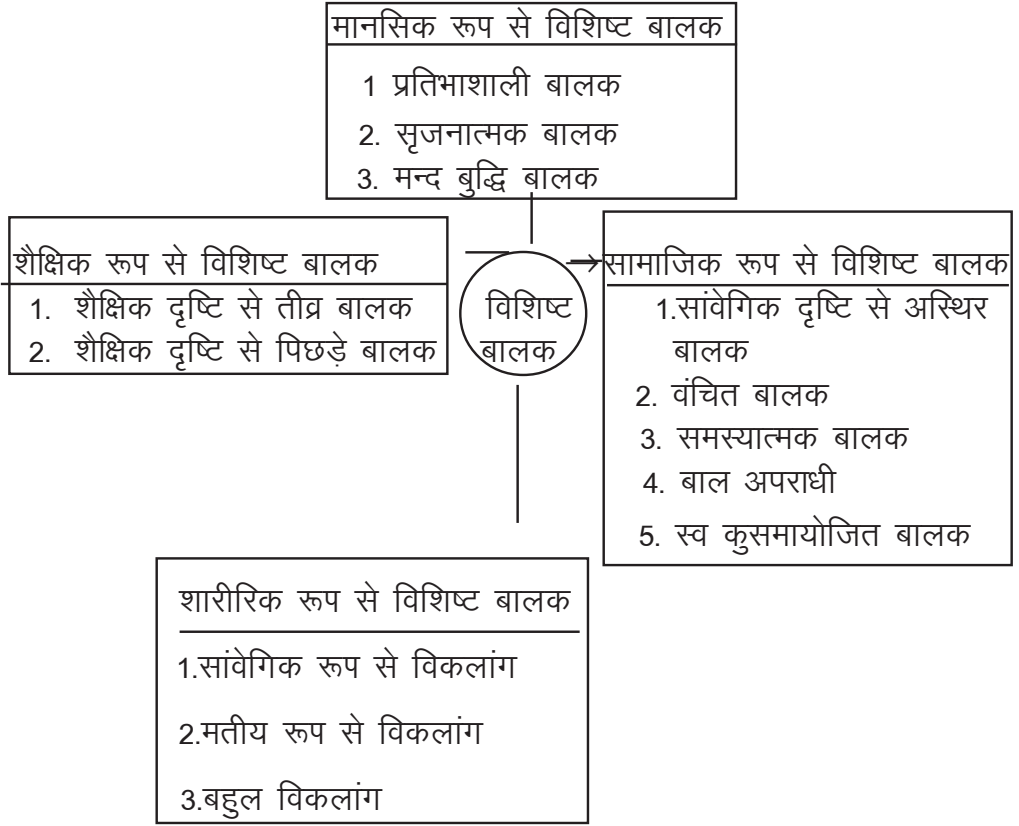 मानसिक रूप से विशिष्ट बालक
1 प्रतिभाशाली बालक
2. सृजनात्मक बालक
3. मन्द बुद्धि बालक
शैक्षिक रूप से विशिष्ट बालक
1. शैक्षिक दृष्टि से तीव्र बालक
2. शैक्षिक दृष्टि से पिछड़े बालक
विशिष्ट
बालक
सामाजिक रूप से विशिष्ट बालक
1.सांवेगिक दृष्टि से अस्थिर
बालक
2. वंचित बालक
3. समस्यात्मक बालक
4. बाल अपराधी
5. स्व कुसमायोजित बालक
शारीरिक रूप से विशिष्ट बालक
1.सांवेगिक रूप से विकलांग
2.मतीय रूप से विकलांग
3.बहुल विकलांग